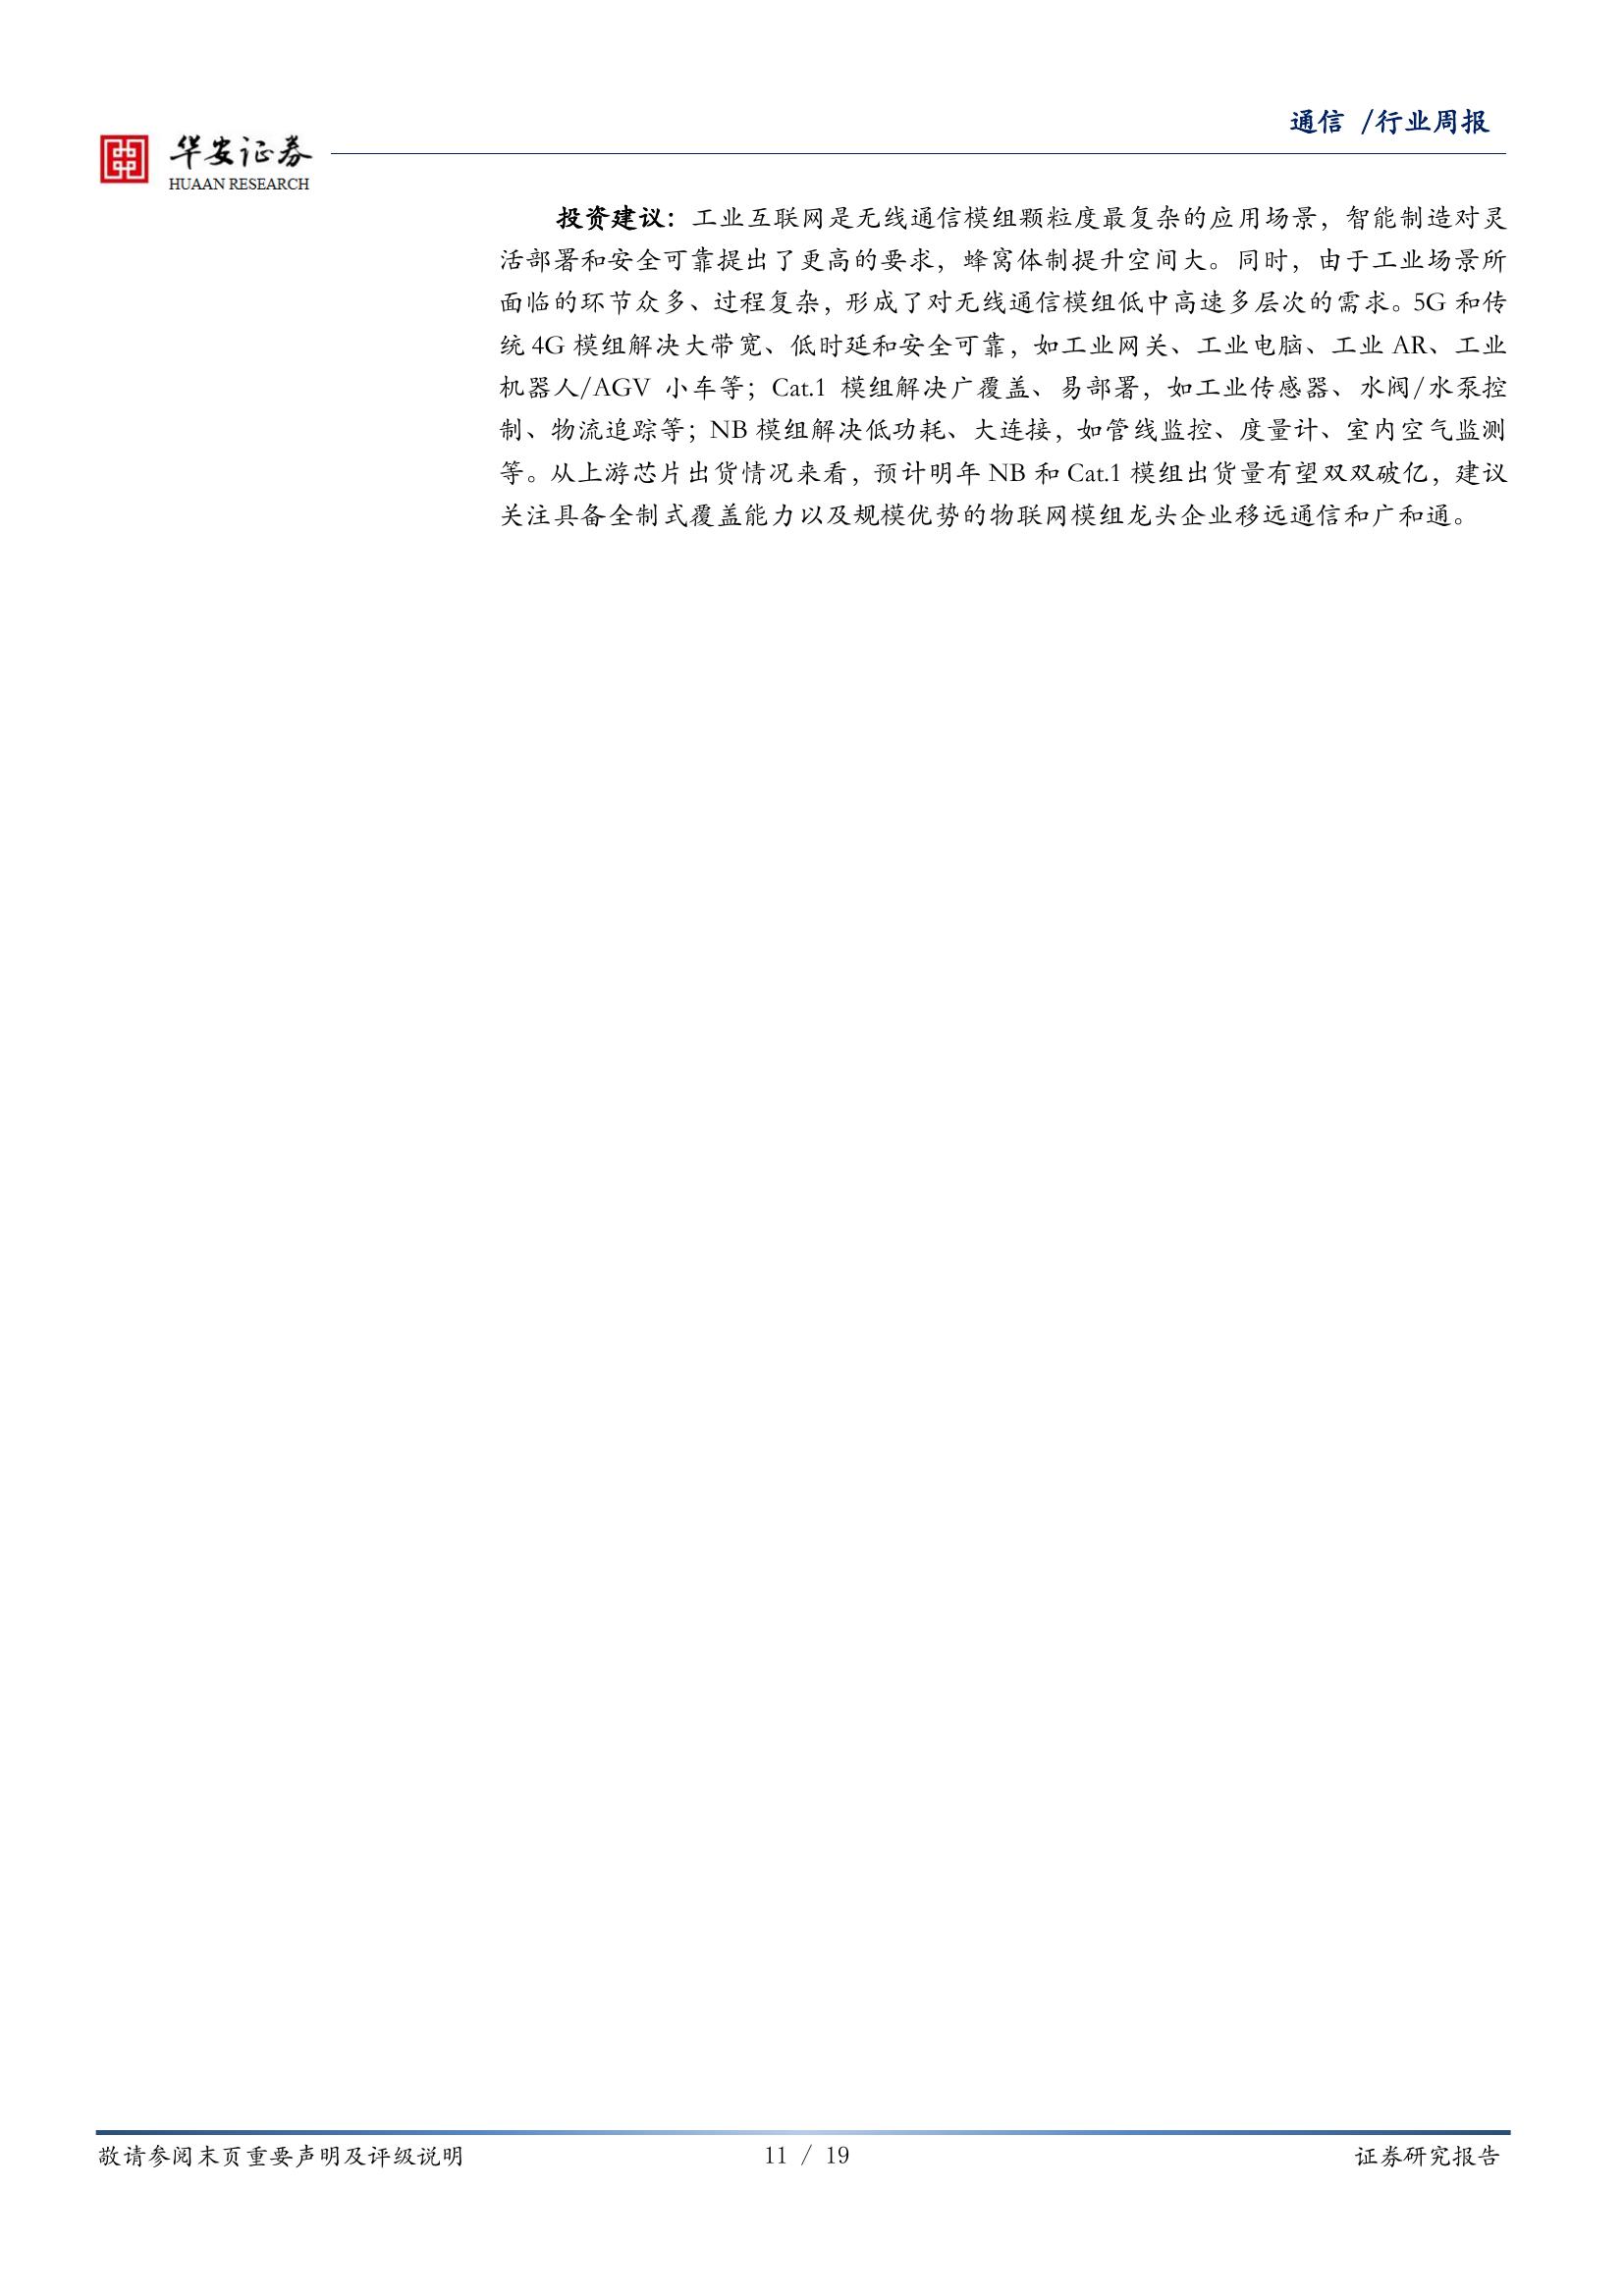 通信 /行业周报
华安证券
HUAAN RESEARCH
投资建议：工业互联网是无线通信模组颗粒度最复杂的应用场景，智能制造对灵
活部署和安全可靠提出了更高的要求，蜂窝体制提升空间大。同时，由于工业场景所
面临的环节众多、过程复杂，形成了对无线通信模组低中高速多层次的需求。5G 和传
统 4G 模组解决大带宽、低时延和安全可靠，如工业网关、工业电脑、工业 AR、工业
机器人/AGV 小车等；Cat.1 模组解决广覆盖、易部署，如工业传感器、水阀/水泵控
制、物流追踪等；NB 模组解决低功耗、大连接，如管线监控、度量计、室内空气监测
等。从上游芯片出货情况来看，预计明年 NB 和 Cat.1 模组出货量有望双双破亿，建议
关注具备全制式覆盖能力以及规模优势的物联网模组龙头企业移远通信和广和通。
敬请参阅末页重要声明及评级说明
11 / 19
证券研究报告